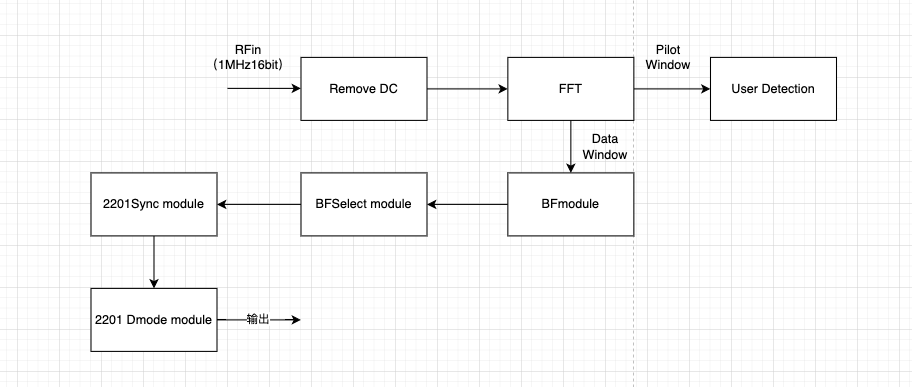 RFin
（1MHz16bit)
Remove DC
FFT
Pilot
Window
User Detection
Data
Window
2201Sync module
BFSelect module
BFmodule
2201 Dmode module
输出